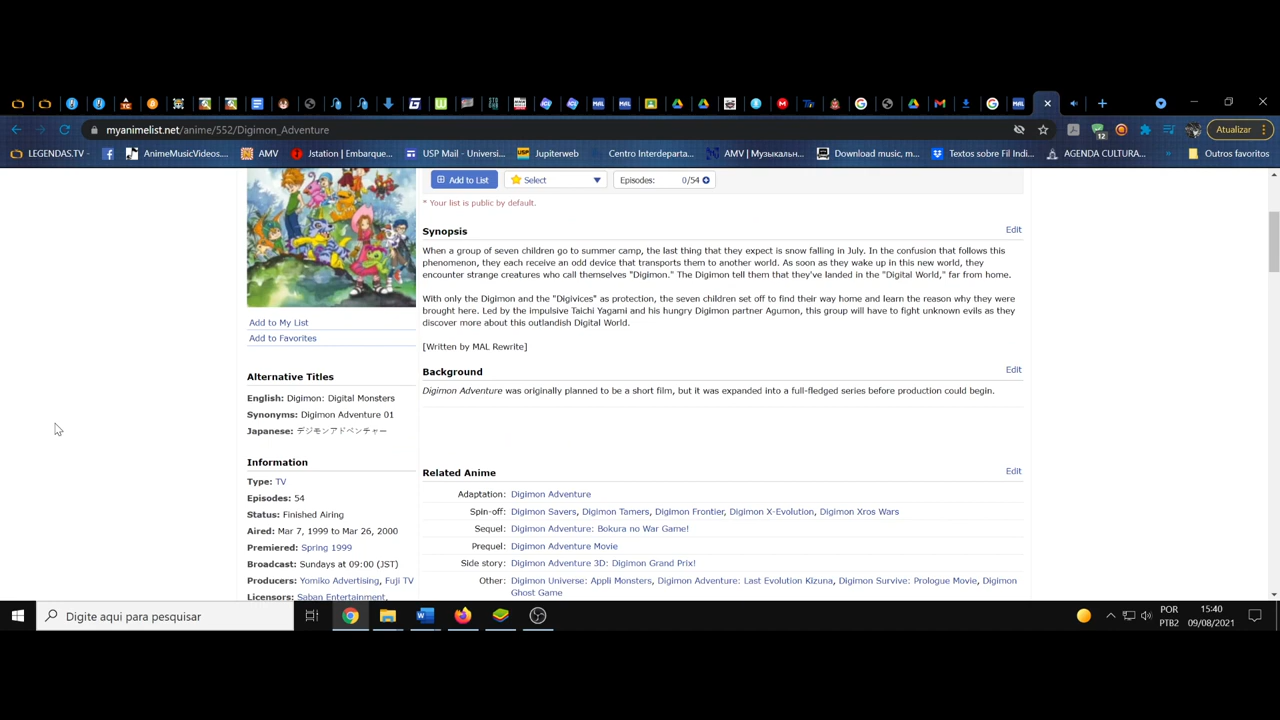 myanimelist.net/anime/552/Digimon_Adventure
Atualizar
LEGENDAS.TV - AnimeMusicVideos... AMV Jstation | Embarque... USP Mail - Universi... Jupiterweb Centro Interdeparta... AMV | Музыкальн... Download music, m... Textos sobre Fil Indi... AGENDA CULTURA... Outros favoritos
Add to List Select Episodes: 0/54
* Your list is public by default.
Synopsis Edit
When a group of seven children go to summer camp, the last thing that they expect is snow falling in July. In the confusion that follows this
phenomenon, they each receive an odd device that transports them to another world. As soon as they wake up in this new world, they
encounter strange creatures who call themselves "Digimon." The Digimon tell them that they've landed in the "Digital World," far from home.
With only the Digimon and the "Digivices" as protection, the seven children set off to find their way home and learn the reason why they were
brought here. Led by the impulsive Taichi Yagami and his hungry Digimon partner Agumon, this group will have to fight unknown evils as they
discover more about this outlandish Digital World.
[Written by MAL Rewrite]
Background Edit
Digimon Adventure was originally planned to be a short film, but it was expanded into a full-fledged series before production could begin.
Related Anime Edit
Adaptation: Digimon Adventure
Spin-off: Digimon Savers, Digimon Tamers, Digimon Frontier, Digimon X-Evolution, Digimon Xros Wars
Sequel: Digimon Adventure: Bokura no War Game!
Prequel: Digimon Adventure Movie
Side story: Digimon Adventure 3D: Digimon Grand Prix!
Other: Digimon Universe: Appli Monsters, Digimon Adventure: Last Evolution Kizuna, Digimon Survive: Prologue Movie, Digimon
Ghost Game
Add to My List
Add to Favorites
Alternative Titles
English: Digimon: Digital Monsters
Synonyms: Digimon Adventure 01
Japanese: デジモンアドベンチャー
Information
Type: TV
Episodes: 54
Status: Finished Airing
Aired: Mar 7, 1999 to Mar 26, 2000
Premiered: Spring 1999
Broadcast: Sundays at 09:00 (JST)
Producers: Yomiko Advertising, Fuji TV
Licensors: Saban Entertainment,
Digite aqui para pesquisar
POR
PTB2
15:40
09/08/2021